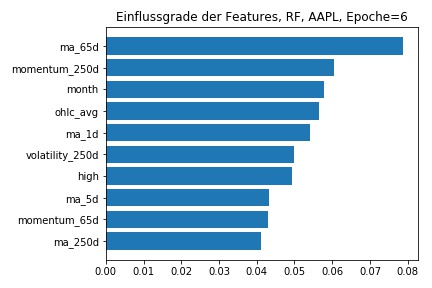 Einflussgrade der Features, RF, AAPL, Epoche=6
ma_65d
momentum_250d
month
ohlc_avg
ma_1d
volatility_250d
high
ma_5d
momentum_65d
ma_250d
0.00 0.01 0.02 0.03 0.04 0.05 0.06 0.07 0.08